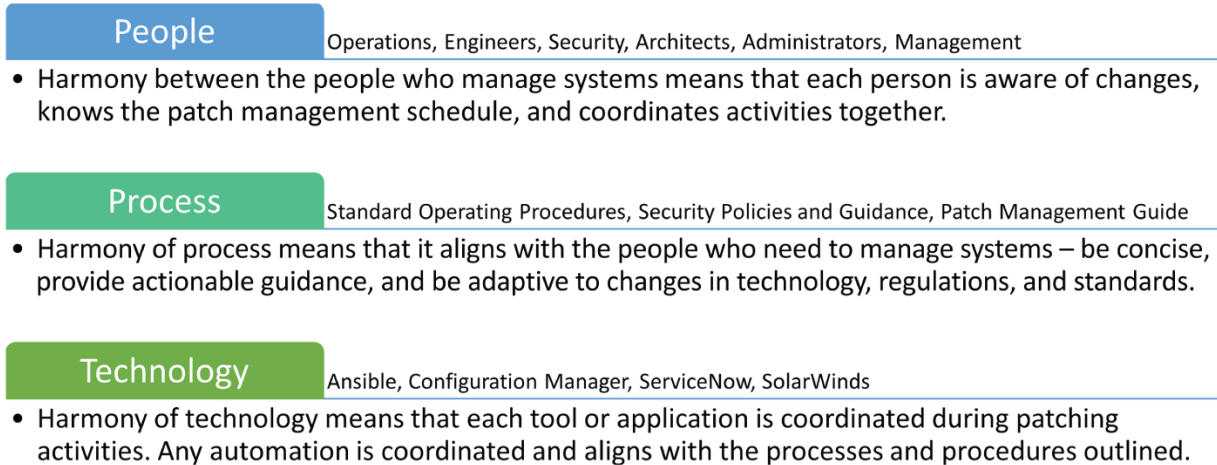 People
Operations, Engineers, Security, Architects, Administrators, Management
• Harmony between the people who manage systems means that each person is aware of changes,
knows the patch management schedule, and coordinates activities together.
Process
Standard Operating Procedures, Security Policies and Guidance, Patch Management Guide
• Harmony of process means that it aligns with the people who need to manage systems – be concise,
provide actionable guidance, and be adaptive to changes in technology, regulations, and standards.
Technology
Ansible, Configuration Manager, ServiceNow, SolarWinds
• Harmony of technology means that each tool or application is coordinated during patching
activities. Any automation is coordinated and aligns with the processes and procedures outlined.